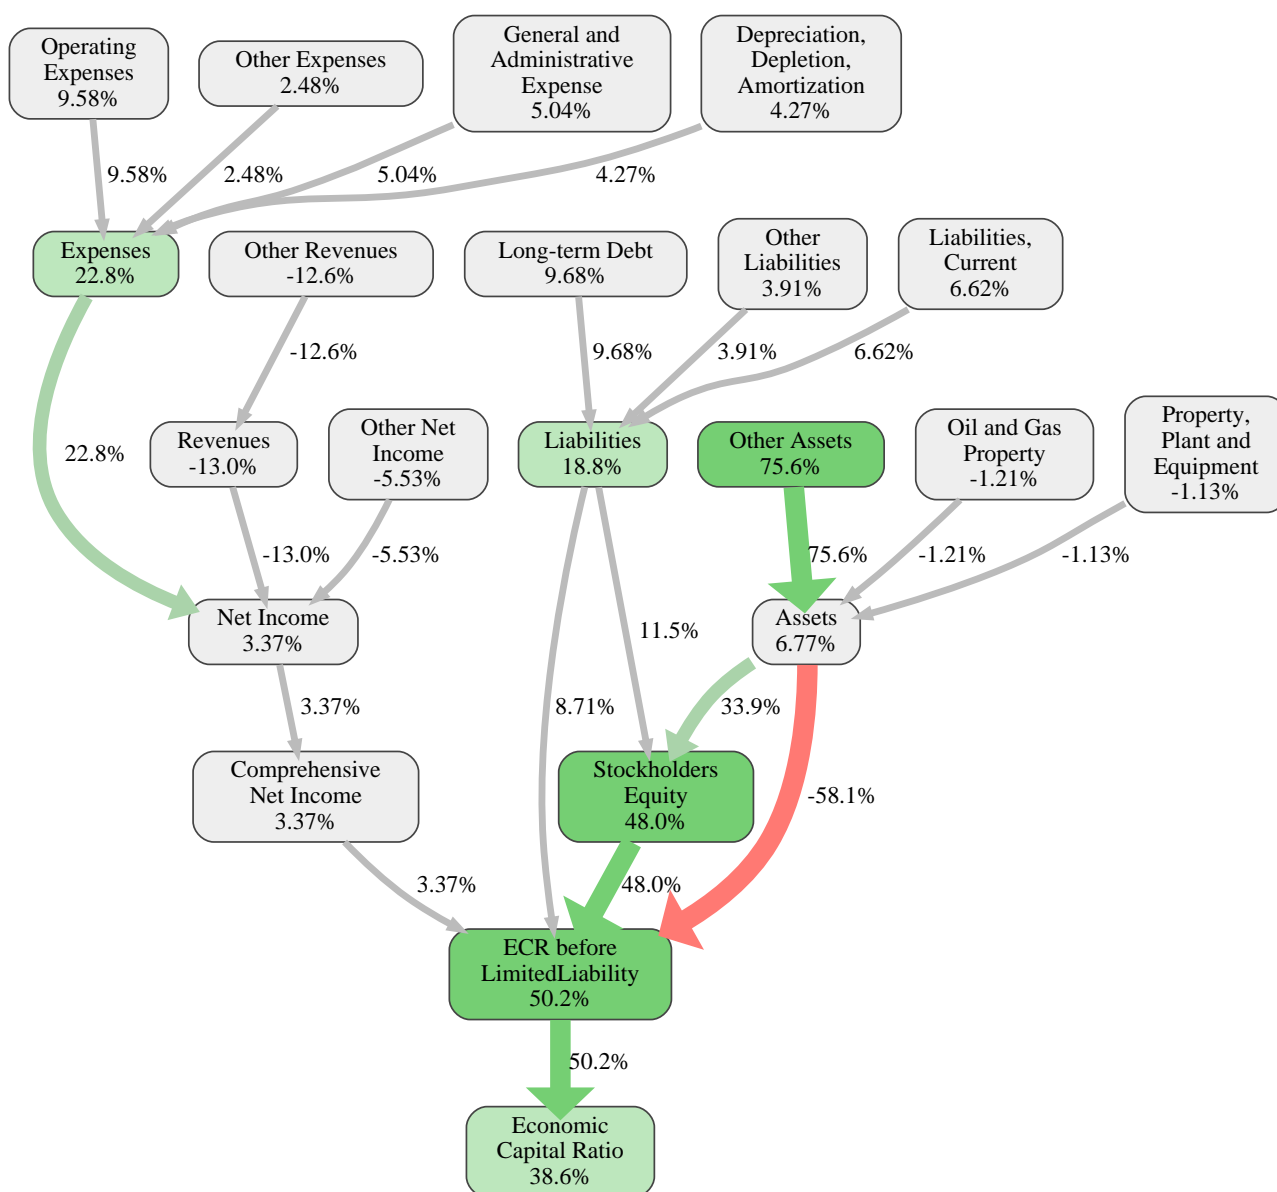 Operating
Expenses
9.58%
Other Expenses
2.48%
General and
Administrative
Expense
5.04%
Depreciation,
Depletion,
Amortization
4.27%
9.58%
2.48%
5.04%
4.27%
Expenses
22.8%
Other Revenues
-12.6%
Long-term Debt
9.68%
Other
Liabilities
3.91%
Liabilities,
Current
6.62%
-12.6%
9.68%
3.91%
6.62%
22.8%
Revenues
-13.0%
Other Net
Income
-5.53%
Liabilities
18.8%
Other Assets
75.6%
Oil and Gas
Property
-1.21%
Property,
Plant and
Equipment
-1.13%
-13.0%
-5.53%
75.6%
-1.21%
-1.13%
Net Income
3.37%
11.5%
Assets
6.77%
3.37%
8.71%
33.9%
Comprehensive
Net Income
3.37%
Stockholders
Equity
48.0%
-58.1%
3.37%
48.0%
ECR before
LimitedLiability
50.2%
50.2%
Economic
Capital Ratio
38.6%